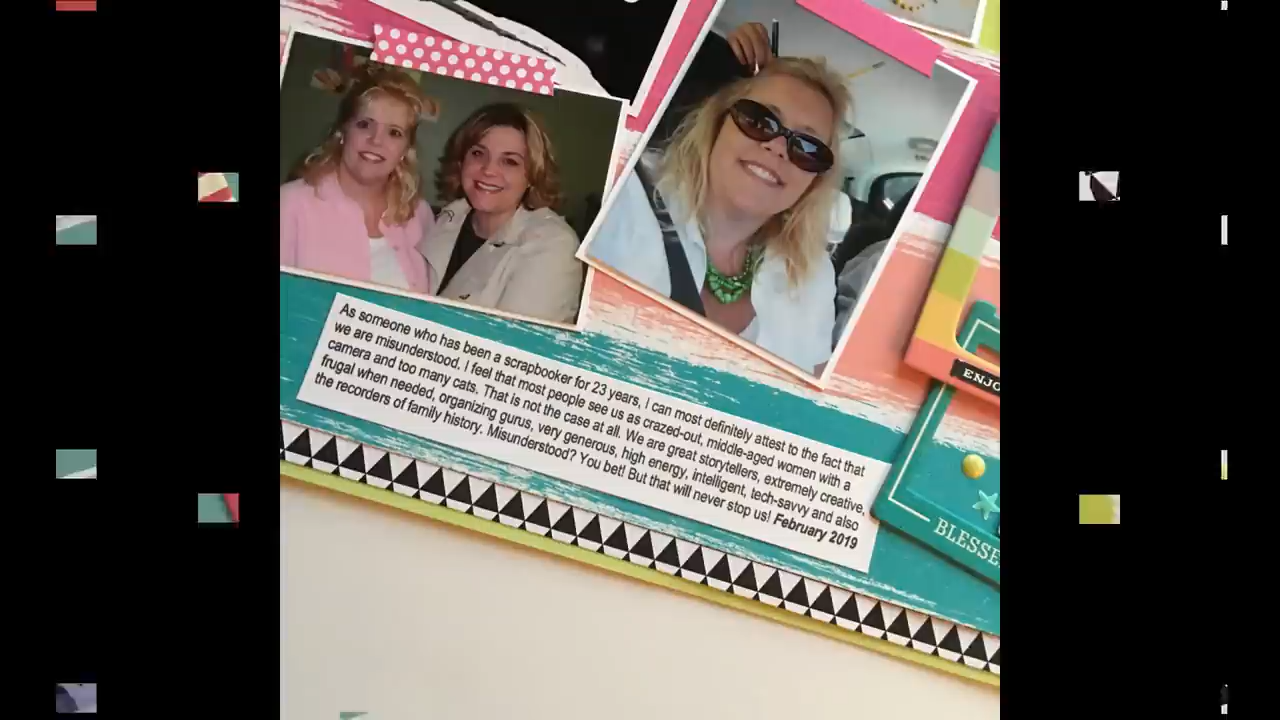 As someone who has been a scrapbooker for 23 years, I can most definitely attest to the fact that
we are misunderstood. I feel that most people see us as crazed-out, middle-aged women with a
camera and too many cats. That is not the case at all. We are great storytellers, extremely creative,
frugal when needed, organizing gurus, very generous, high energy, intelligent, tech-savvy and also
the recorders of family history. Misunderstood? You bet! But that will never stop us! February 2019
ENJO
BLESSE